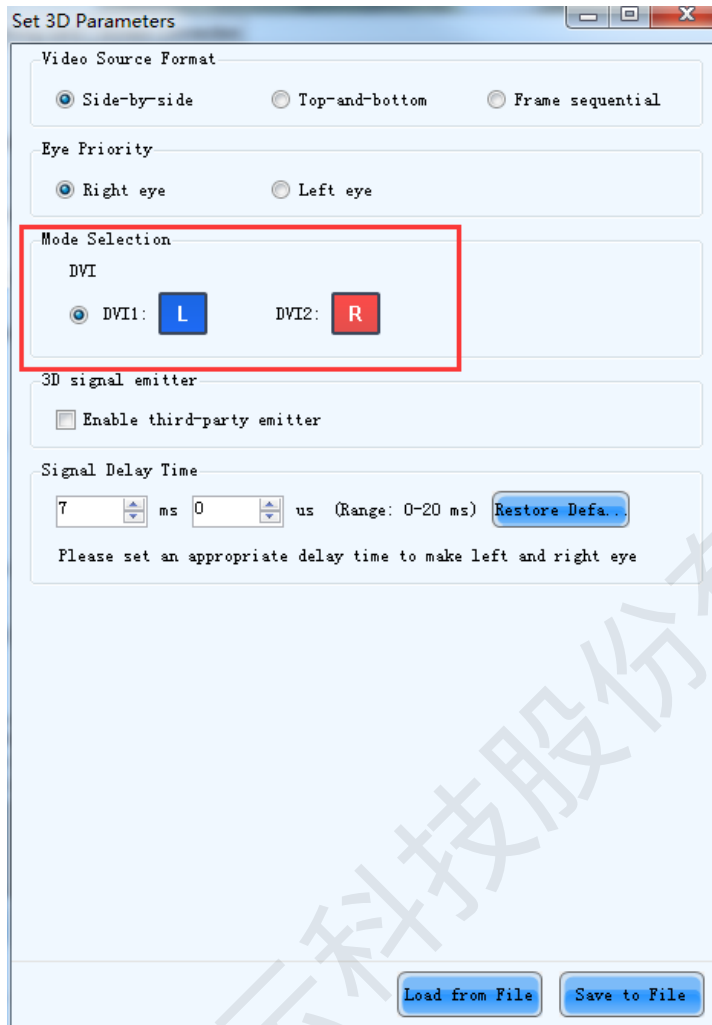 Set 3D Parameters
Video Source Format
Side-by-side Top-and-bottom Frame sequential
Eye Priority
Right eye Left eye
Mode Selection
DVI
DVI1: L DVI2: R
3D signal emitter
Enable third-party emitter
Signal Delay Time
7 ms 0 us (Range: 0-20 ms) Restore Defa...
Please set an appropriate delay time to make left and right eye
Load from File Save to File
科技股份